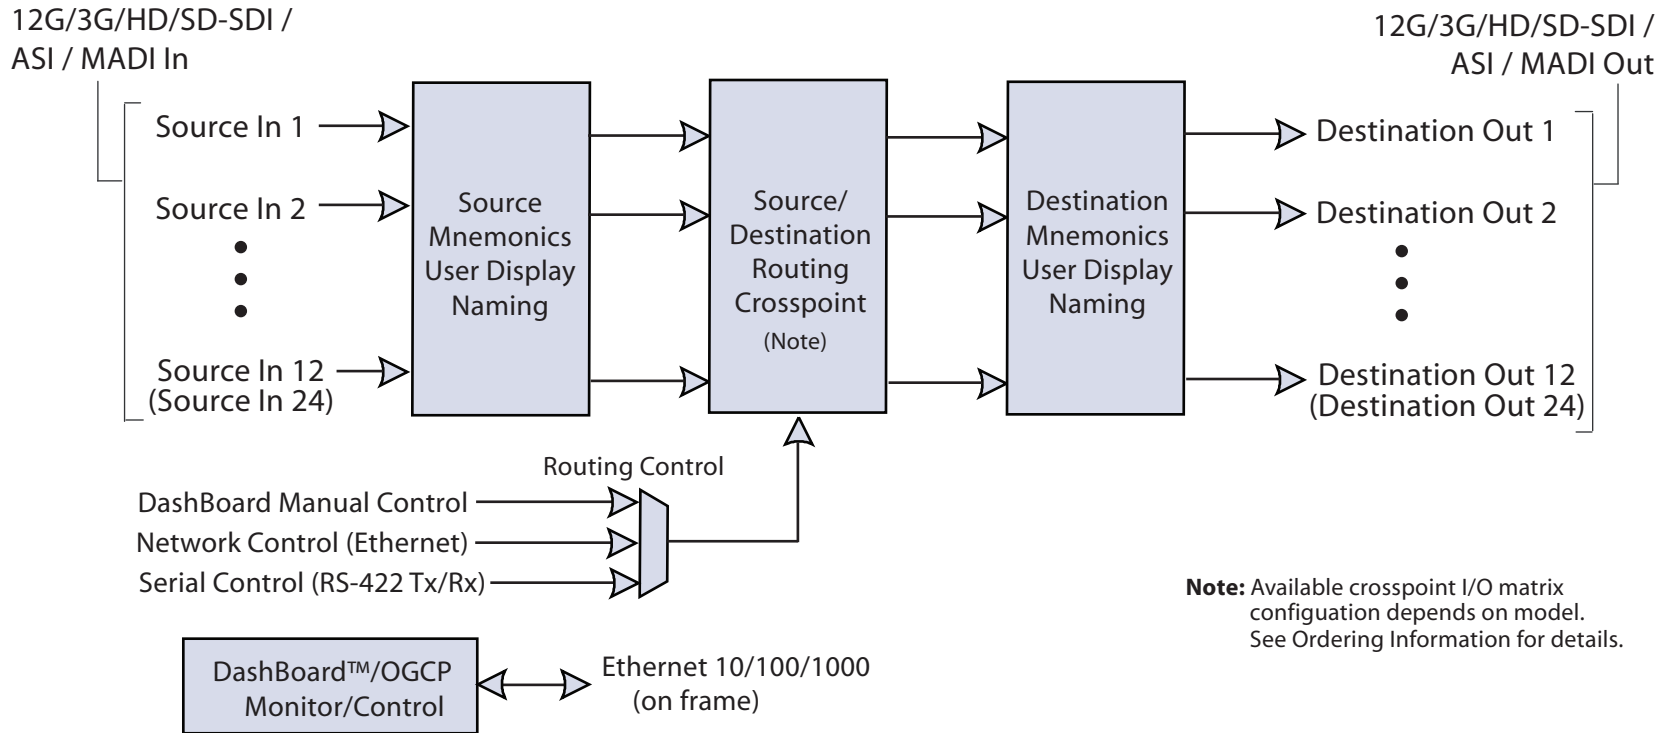 12G/3G/HD/SD-SDI /
ASI / MADI In
12G/3G/HD/SD-SDI /
ASI / MADI Out
Source In 1
Source In 2
Source In 12
(Source In 24)
Source
Mnemonics
User Display
Naming
Source/
Destination
Routing
Crosspoint
(Note)
Destination
Mnemonics
User Display
Naming
Destination Out 1
Destination Out 2
Destination Out 12
(Destination Out 24)
Routing Control
DashBoard Manual Control
Network Control (Ethernet)
Serial Control (RS-422 Tx/Rx)
Note: Available crosspoint I/O matrix
configuation depends on model.
See Ordering Information for details.
DashBoard™/OGCP
Monitor/Control
Ethernet 10/100/1000
(on frame)